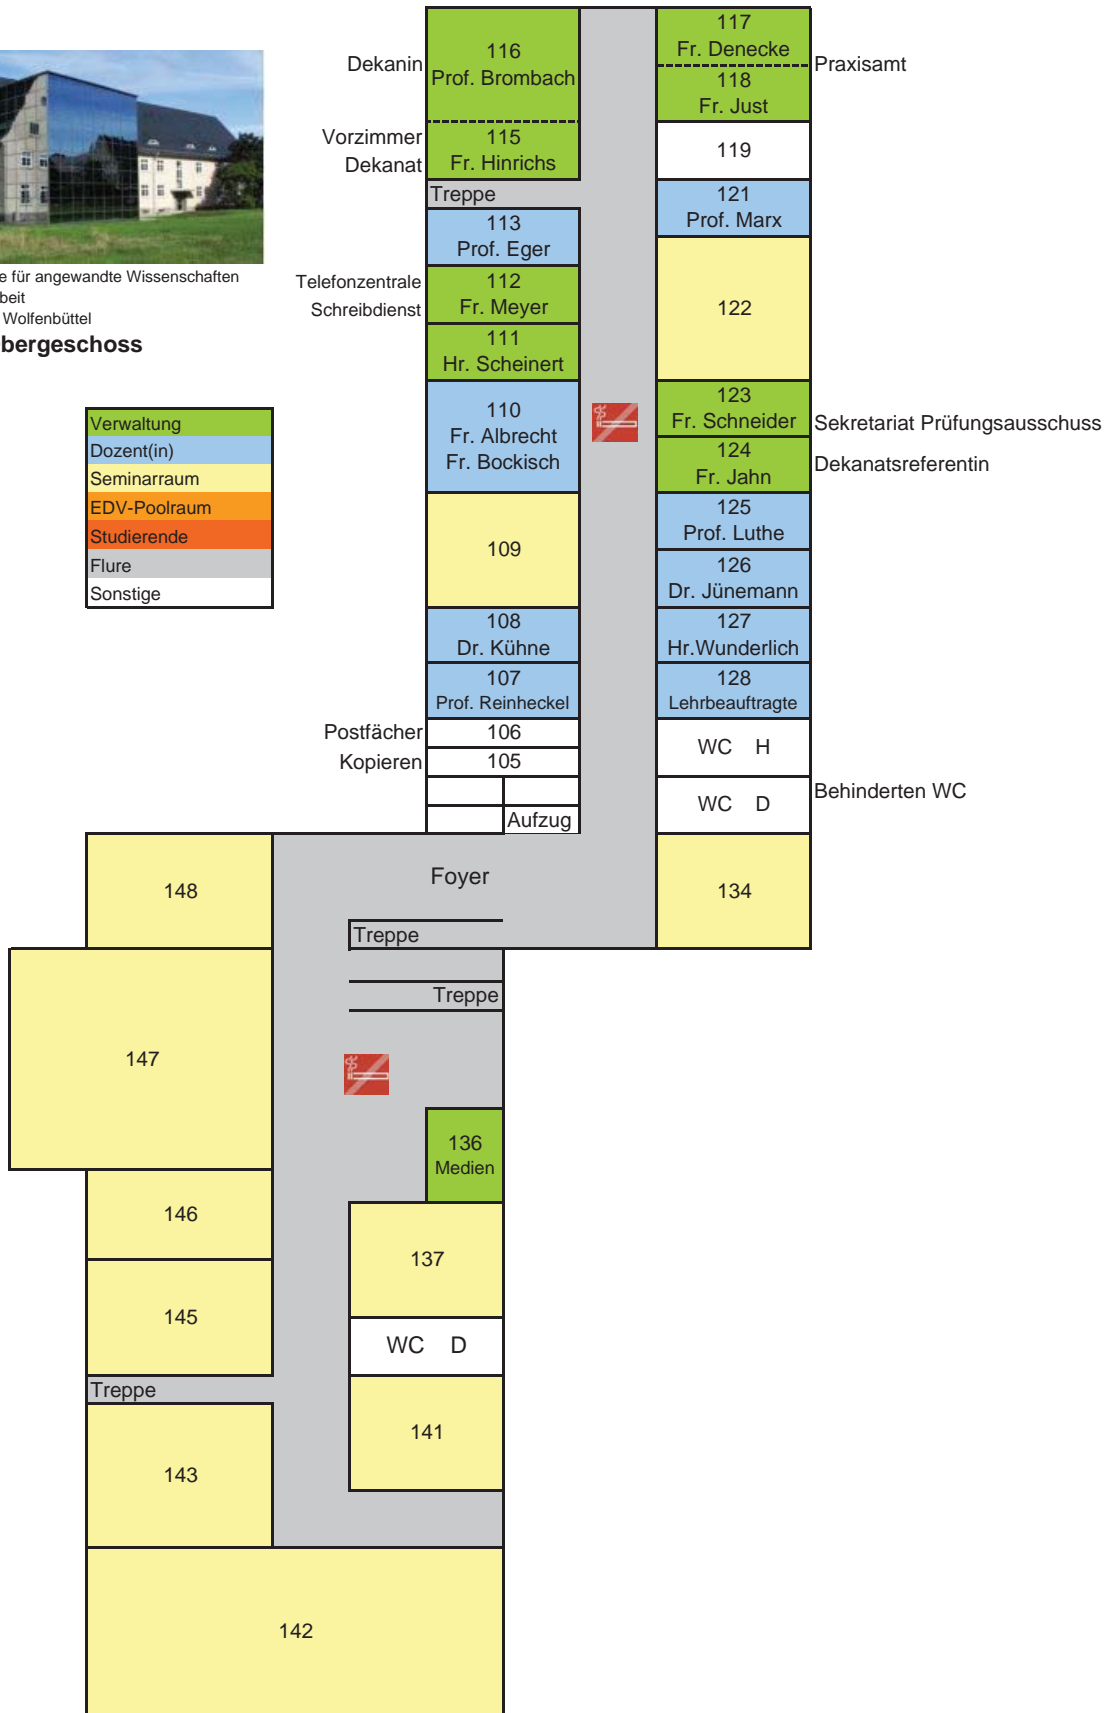 e für angewandte Wissenschaften
beit
Wolfenbüttel
bergeschoss
Verwaltung
Dozent(in)
Seminarraum
EDV-Poolraum
Studierende
Flure
Sonstige
Dekanin
116
Prof. Brombach
Vorzimmer
Dekanat
115
Fr. Hinrichs
Treppe
113
Prof. Eger
Telefonzentrale
Schreibdienst
112
Fr. Meyer
111
Hr. Scheinert
110
Fr. Albrecht
Fr. Bockisch
109
108
Dr. Kühne
107
Prof. Reinheckel
Postfächer
106
Kopieren
105
Aufzug
117
Fr. Denecke
Praxisamt
118
Fr. Just
119
121
Prof. Marx
122
123
Fr. Schneider
Sekretariat Prüfungsausschuss
124
Fr. Jahn
Dekanatsreferentin
125
Prof. Luthe
126
Dr. Jünemann
127
Hr.Wunderlich
128
Lehrbeauftragte
WC H
Behinderten WC
WC D
134
Foyer
148
Treppe
Treppe
147
136
Medien
146
137
145
WC D
Treppe
141
143
142